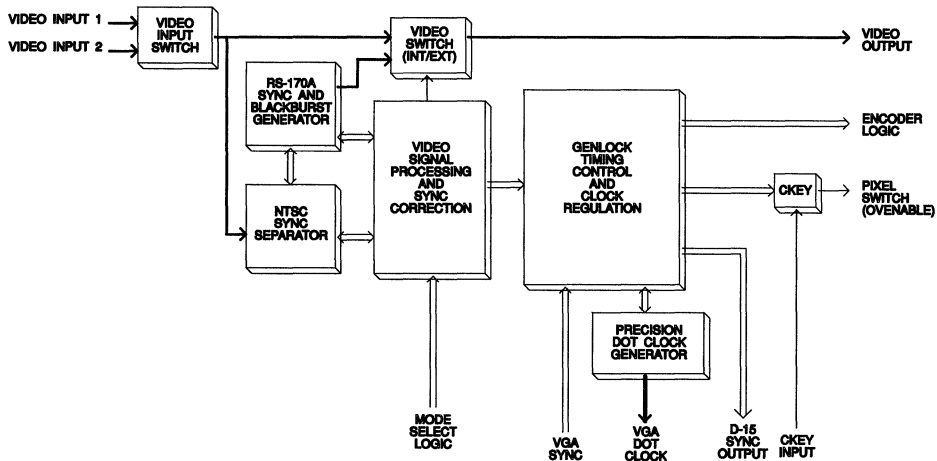 VIDEO INPUT 1
VIDEO INPUT 2
VIDEO
INPUT
SWITCH
VIDEO
SWITCH
(INT/EXT)
VIDEO
OUTPUT
RS-170A
SYNC AND
BLACKBURST
GENERATOR
VIDEO
SIGNAL
PROCESSING
AND
SYNC
CORRECTION
GENLOCK
TIMING
CONTROL
AND
CLOCK
REGULATION
ENCODER
LOGIC
CKEY
PIXEL
SWITCH
(OVENABLE)
NTSC
SYNC
SEPARATOR
PRECISION
DOT CLOCK
GENERATOR
MODE
SELECT
LOGIC
VGA
SYNC
VGA
DOT
CLOCK
D-15
SYNC
OUTPUT
CKEY
INPUT